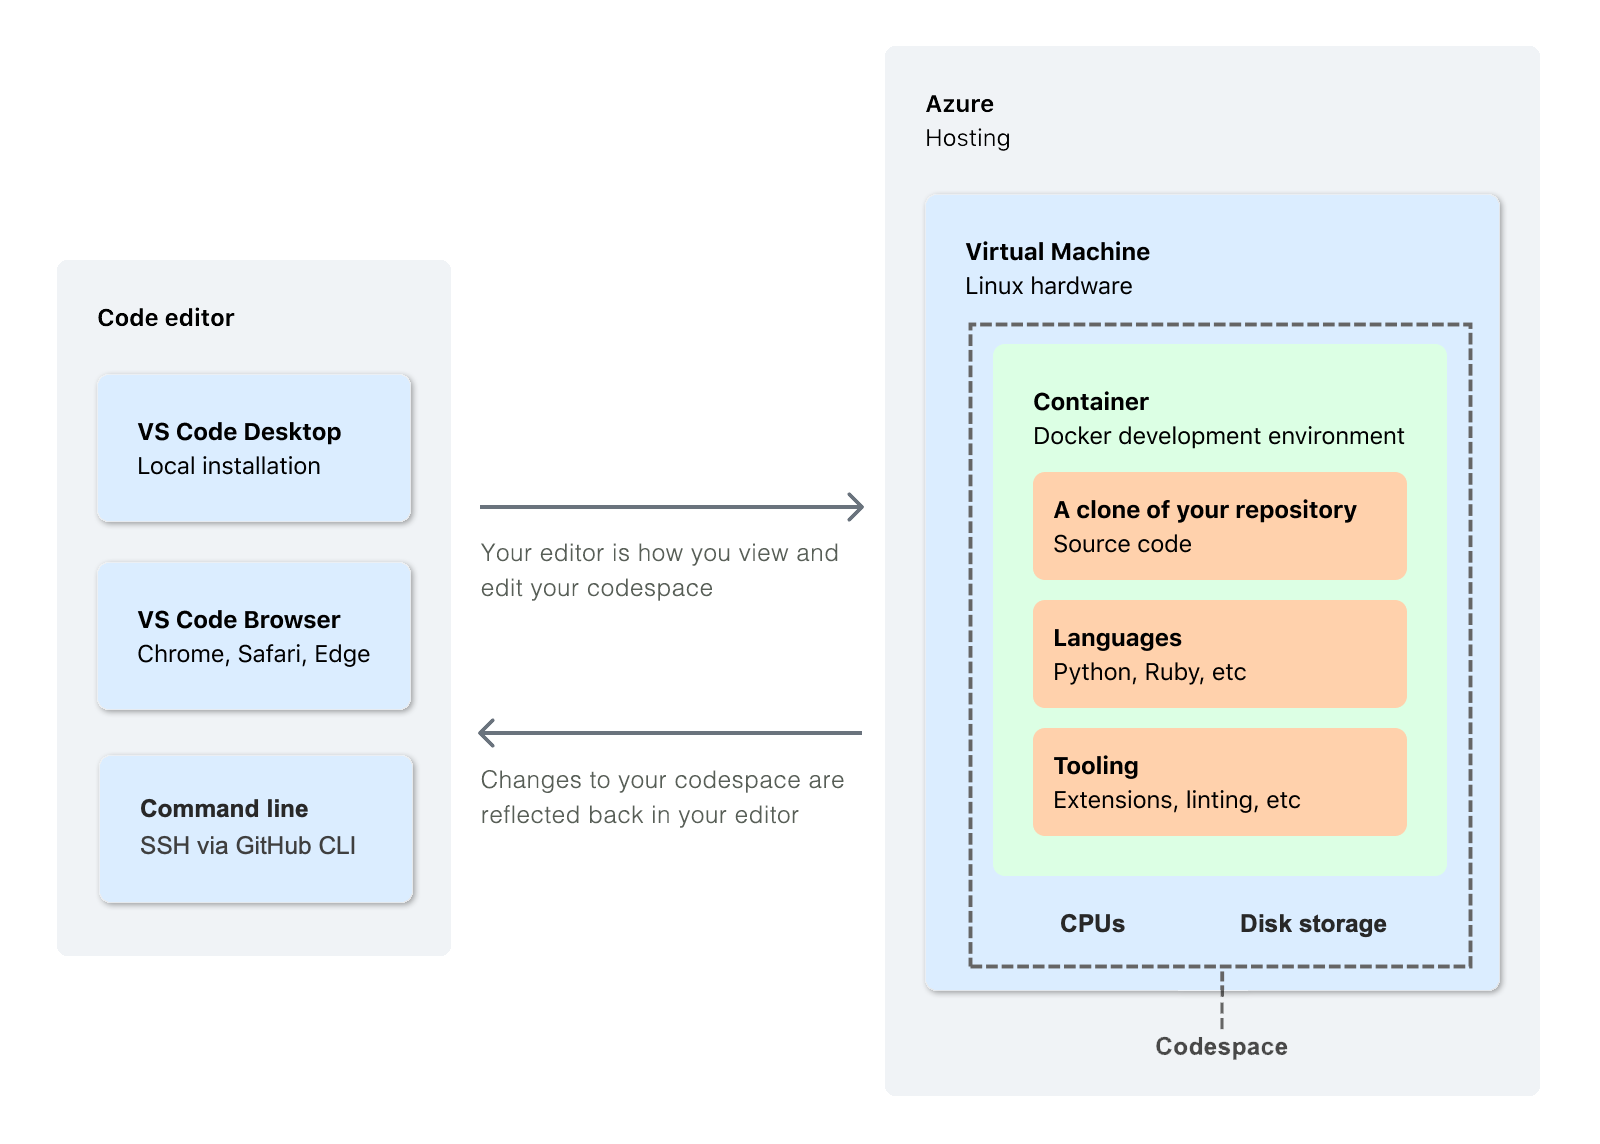 Azure
Hosting
Virtual Machine
Linux hardware
Code editor
VS Code Desktop
Local installation
VS Code Browser
Chrome, Safari, Edge
Command line
SSH via GitHub CLI
Your editor is how you view and
edit your codespace
Changes to your codespace are
reflected back in your editor
Container
Docker development environment
A clone of your repository
Source code
Languages
Python, Ruby, etc
Tooling
Extensions, linting, etc
CPUs
Disk storage
Codespace